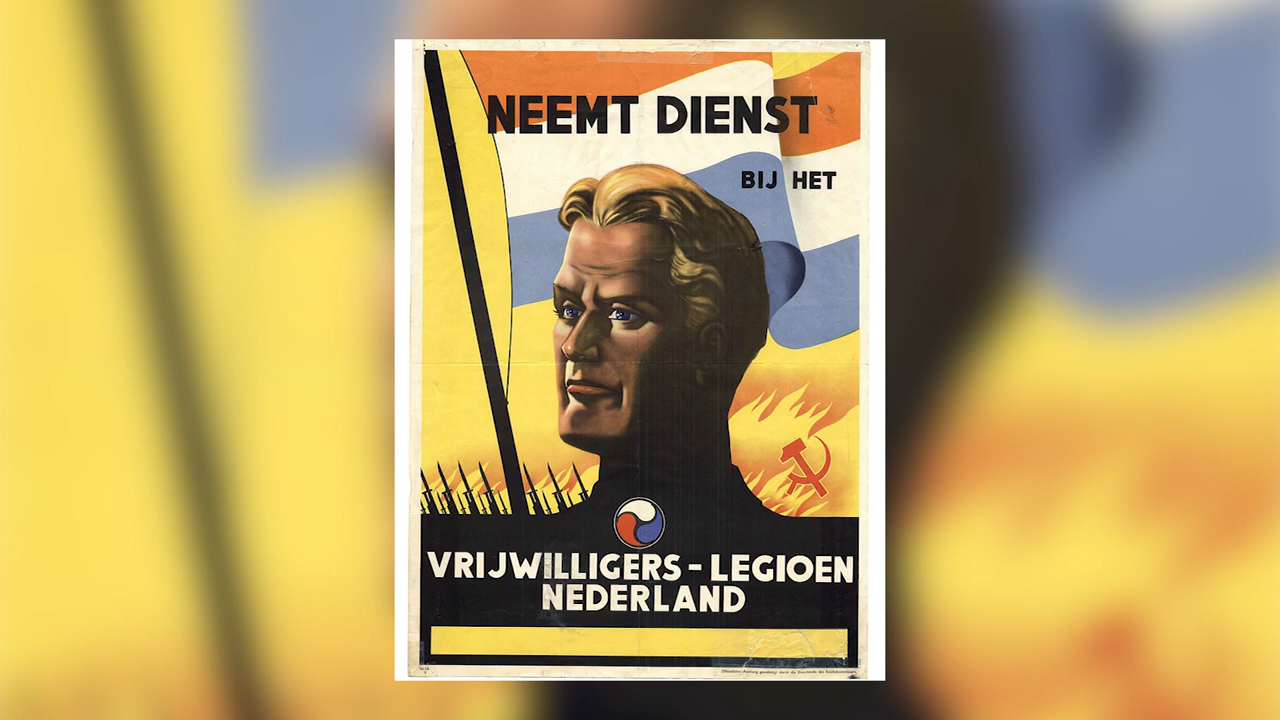 NEEMT DIENST
BIJ HET
VRIJWILLIGERS - LEGIOEN
NEDERLAND